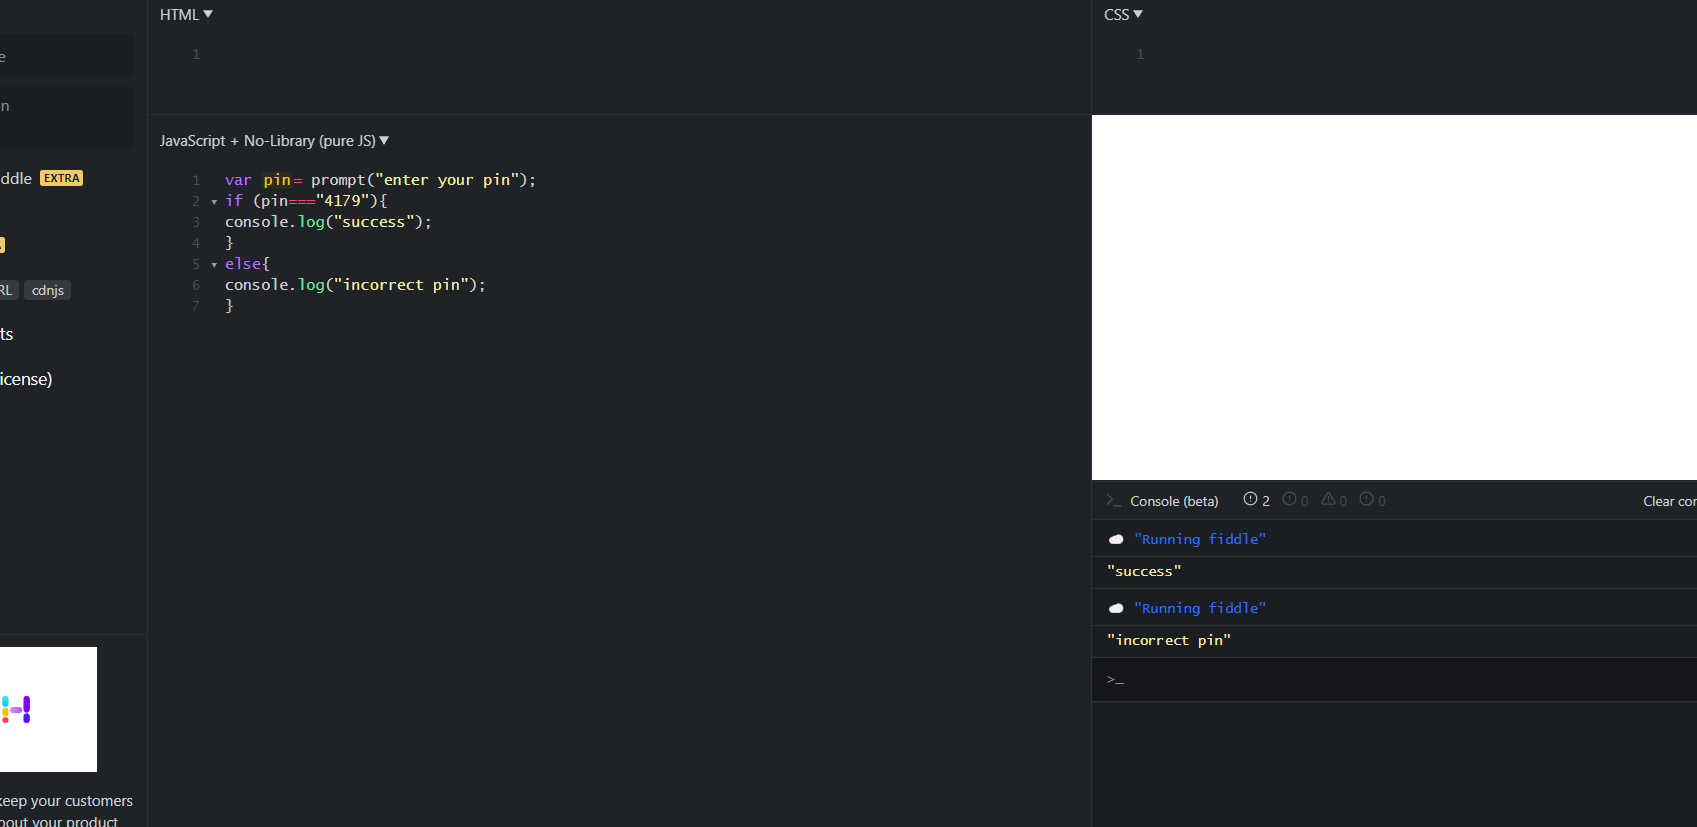 HTML ▼
e
1
n
ddle EXTRA
RL cdnjs
ts
icense)
keep your customers
bout your product
JavaScript + No-Library (pure JS) ▼
1 var pin= prompt("enter your pin");
2 ▾ if (pin==="4179"){
3 console.log("success");
4 }
5 ▾ else{
6 console.log("incorrect pin");
7 }
CSS ▼
1
>_ Console (beta) 2 0 0 0 Clear con
"Running fiddle"
"success"
"Running fiddle"
"incorrect pin"
>_